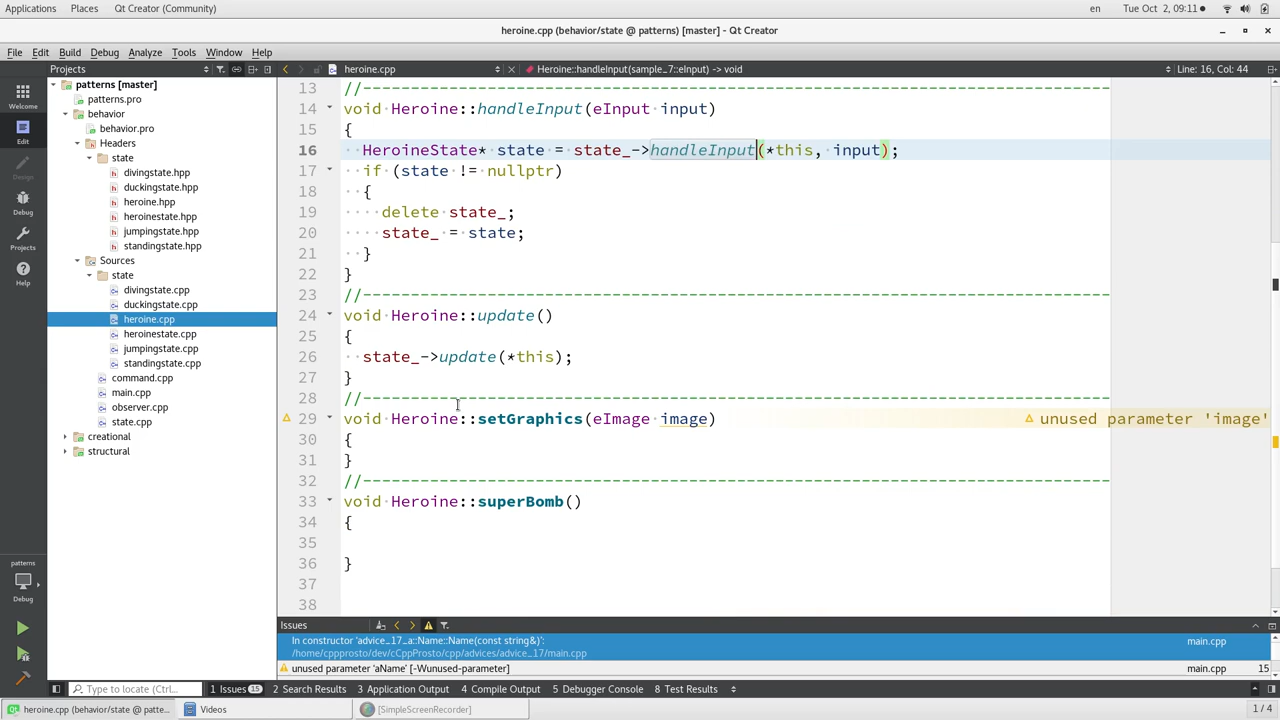 Applications Places Qt Creator (Community) en Tue Oct 2, 09:11
heroine.cpp (behavior/state @ patterns) [master] - Qt Creator
File Edit Build Debug Analyze Tools Window Help
Projects heroine.cpp Heroine::handleInput(sample_7::eInput) -> void Line: 16, Col: 44
Welcome
Edit
Design
Debug
Projects
Help
patterns [master]
patterns.pro
behavior
behavior.pro
Headers
state
divingstate.hpp
duckingstate.hpp
heroine.hpp
heroinestate.hpp
jumpingstate.hpp
standingstate.hpp
Sources
state
divingstate.cpp
duckingstate.cpp
heroine.cpp
heroinestate.cpp
jumpingstate.cpp
standingstate.cpp
command.cpp
main.cpp
observer.cpp
state.cpp
creational
structural
13 //-------------------------------------------------------------------------------
14 void Heroine::handleInput(eInput input)
15 {
16 HeroineState* state = state_->handleInput(*this, input);
17 if (state != nullptr)
18 {
19 delete state_;
20 state_ = state;
21 }
22 }
23 //-------------------------------------------------------------------------------
24 void Heroine::update()
25 {
26 state_->update(*this);
27 }
28 //-------------------------------------------------------------------------------
29 void Heroine::setGraphics(eImage image) unused parameter 'image'
30 {
31 }
32 //-------------------------------------------------------------------------------
33 void Heroine::superBomb()
34 {
35
36 }
37
38
patterns
Debug
Issues
In constructor 'advice_17_a::Name::Name(const string&)': main.cpp
/home/cppprosto/dev/cCppProsto/cpp/advices/advice_17/main.cpp
unused parameter 'aName' [-Wunused-parameter] main.cpp 15
Type to locate (Ctrl... 1 Issues 15 2 Search Results 3 Application Output 4 Compile Output 5 Debugger Console 8 Test Results
heroine.cpp (behavior/state @ patte... Videos [SimpleScreenRecorder] 1 / 4